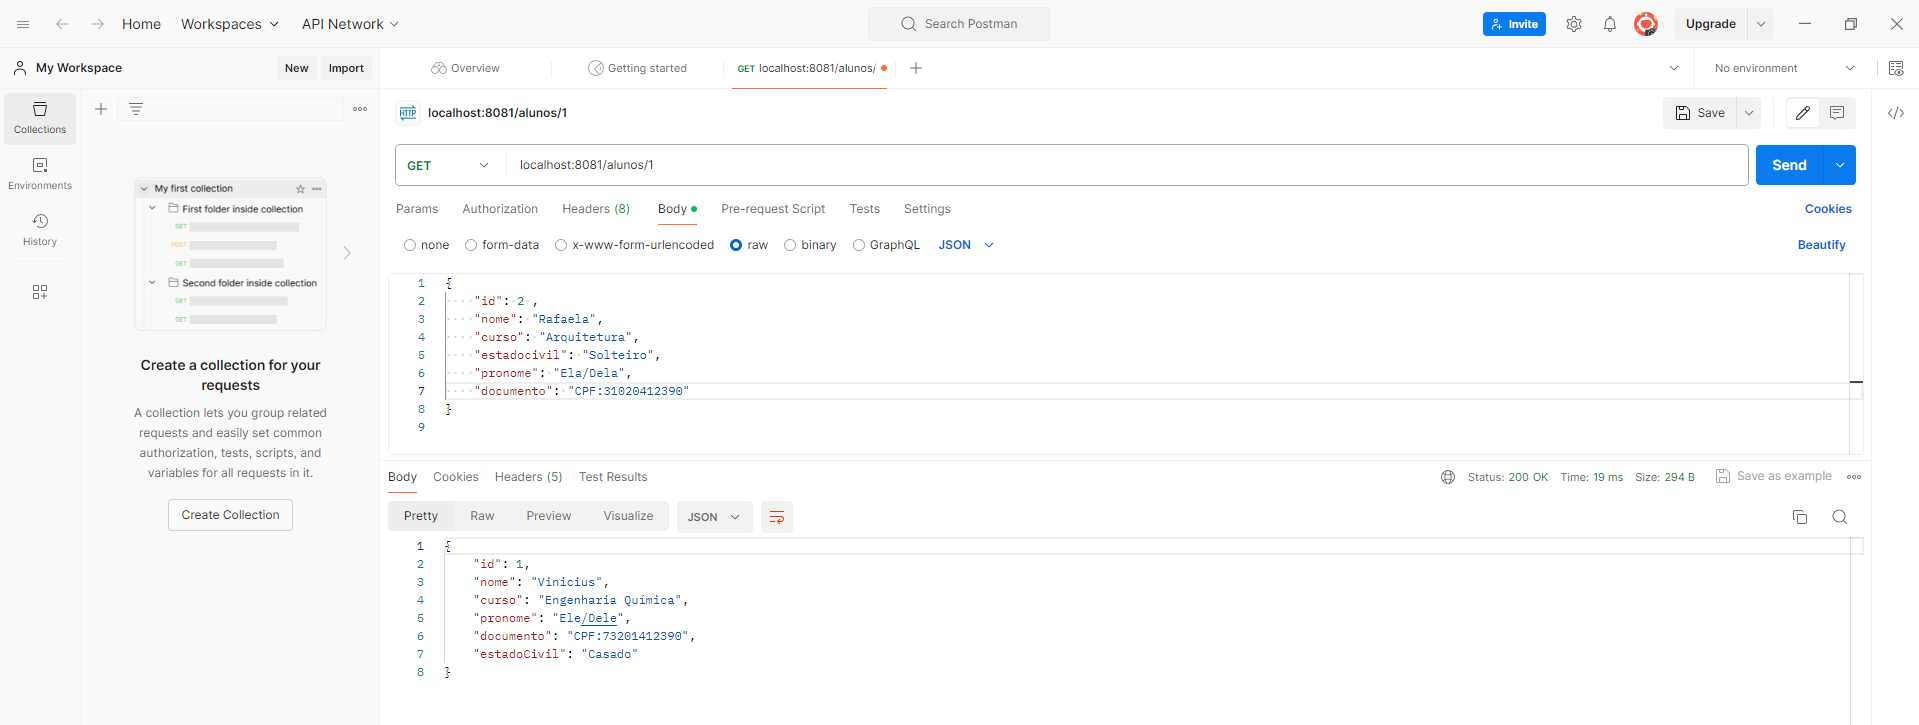 Home Workspaces API Network Search Postman Invite Upgrade
My Workspace New Import Overview Getting started GET localhost:8081/alunos/ No environment
Collections
Environments
History
My first collection
First folder inside collection
GET
POST
GET
Second folder inside collection
GET
GET
Create a collection for your
requests
A collection lets you group related
requests and easily set common
authorization, tests, scripts, and
variables for all requests in it.
Create Collection
HTTP localhost:8081/alunos/1 Save
GET localhost:8081/alunos/1 Send
Params Authorization Headers (8) Body Pre-request Script Tests Settings Cookies
none form-data x-www-form-urlencoded raw binary GraphQL JSON Beautify
1 {
2 "id": 2 ,
3 "nome": "Rafaela",
4 "curso": "Arquitetura",
5 "estadocivil": "Solteiro",
6 "pronome": "Ela/Dela",
7 "documento": "CPF:31020412390"
8 }
9
Body Cookies Headers (5) Test Results Status: 200 OK Time: 19 ms Size: 294 B Save as example
Pretty Raw Preview Visualize JSON
1 {
2 "id": 1,
3 "nome": "Vinicius",
4 "curso": "Engenharia Química",
5 "pronome": "Ele/Dele",
6 "documento": "CPF:73201412390",
7 "estadoCivil": "Casado"
8 }